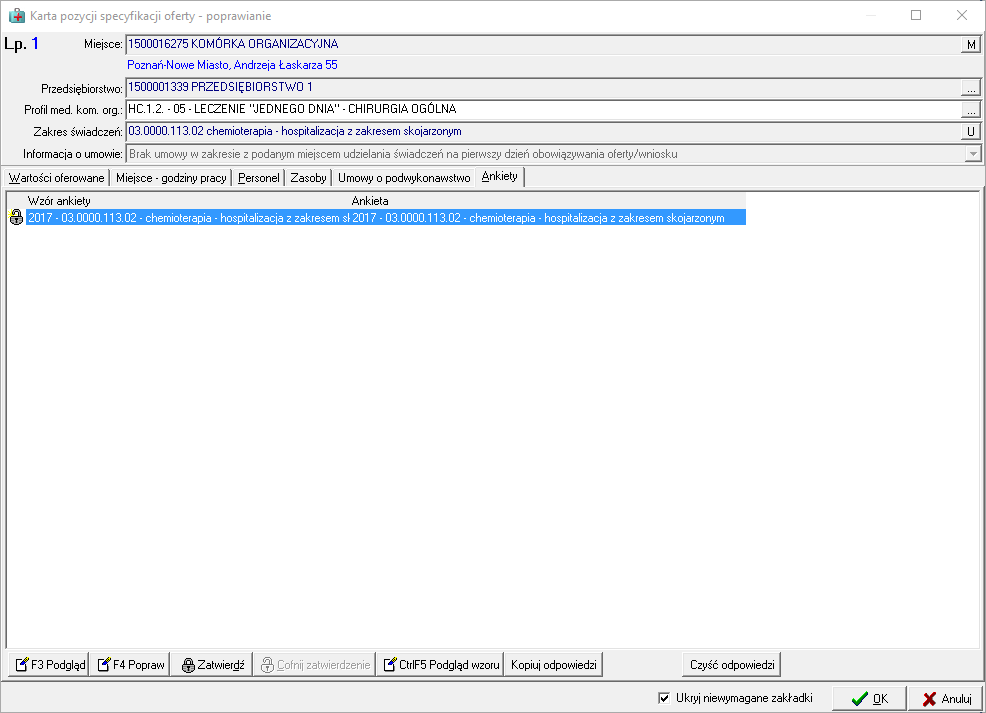 Karta pozycji specyfikacji oferty - poprawianie
Lp. 1 Miejsce: 1500016275 KOMÓRKA ORGANIZACYJNA M
Poznań-Nowe Miasto, Andrzeja Łaskarza 55
Przedsiębiorstwo: 1500001339 PRZEDSIĘBIORSTWO 1 ...
Profil med. kom. org.: HC.1.2. - 05 - LECZENIE "JEDNEGO DNIA" - CHIRURGIA OGÓLNA ...
Zakres świadczeń: 03.0000.113.02 chemioterapia - hospitalizacja z zakresem skojarzonym U
Informacja o umowie: Brak umowy w zakresie z podanym miejscem udzielania świadczeń na pierwszy dzień obowiązywania oferty/wniosku
Wartości oferowane Miejsce - godziny pracy Personel Zasoby Umowy o podwykonawstwo Ankiety
Wzór ankiety Ankieta
2017 - 03.0000.113.02 - chemioterapia - hospitalizacja z zakresem sk 2017 - 03.0000.113.02 - chemioterapia - hospitalizacja z zakresem skojarzonym
F3 Podgląd F4 Popraw Zatwierdź Cofnij zatwierdzenie CtrlF5 Podgląd wzoru Kopiuj odpowiedzi Czyść odpowiedzi
Ukryj niewymagane zakładki OK Anuluj